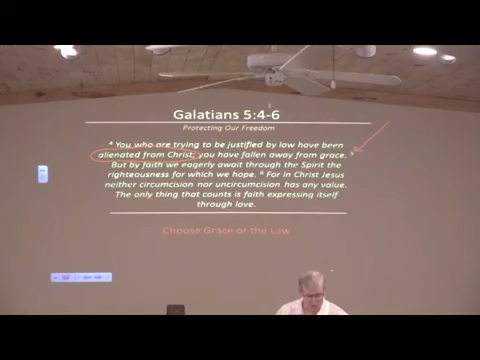 Galatians 5:4-6
Protecting Our Freedom
4 You who are trying to be justified by law have been
alienated from Christ; you have fallen away from grace. 5
But by faith we eagerly await through the Spirit the
righteousness for which we hope. 6 For in Christ Jesus
neither circumcision nor uncircumcision has any value.
The only thing that counts is faith expressing itself
through love.
Choose Grace or the Law